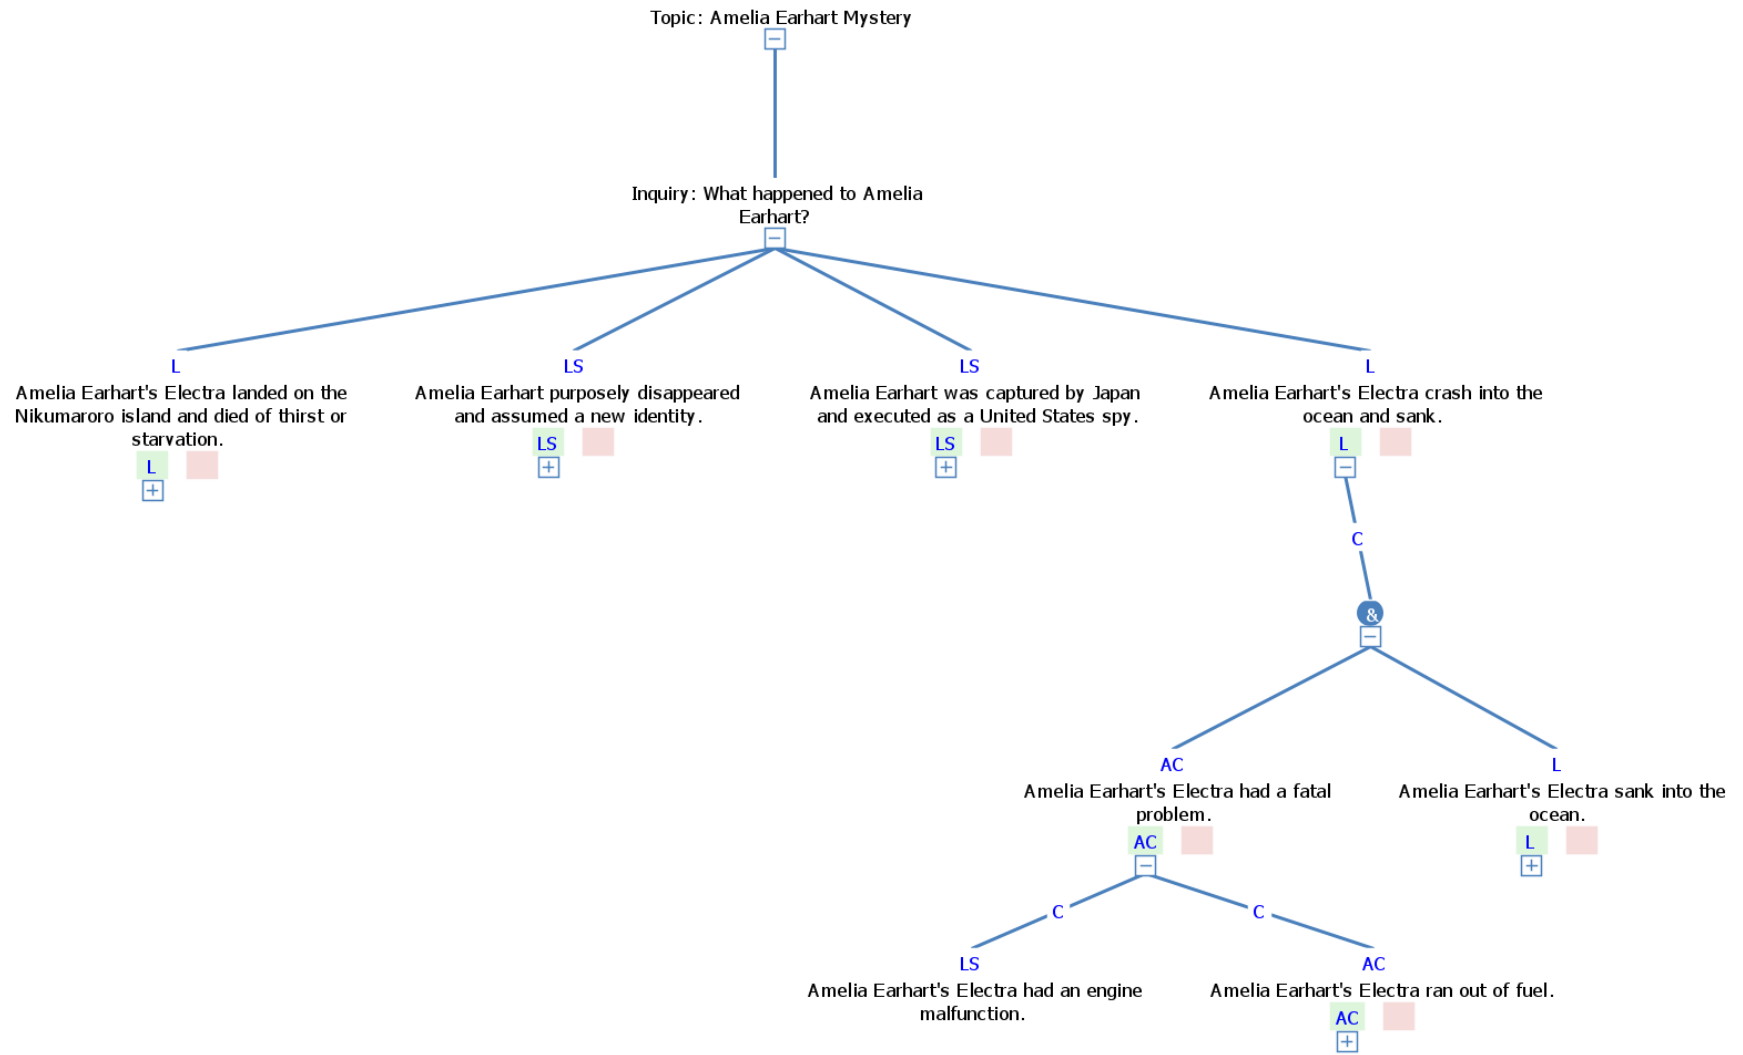 Topic: Amelia Earhart Mystery
Inquiry: What happened to Amelia
Earhart?
L
Amelia Earhart's Electra landed on the
Nikumaroro island and died of thirst or
starvation.
L
LS
Amelia Earhart purposely disappeared
and assumed a new identity.
LS
LS
Amelia Earhart was captured by Japan
and executed as a United States spy.
LS
L
Amelia Earhart's Electra crash into the
ocean and sank.
L
C
&
AC
Amelia Earhart's Electra had a fatal
problem.
AC
L
Amelia Earhart's Electra sank into the
ocean.
L
C
C
LS
Amelia Earhart's Electra had an engine
malfunction.
AC
Amelia Earhart's Electra ran out of fuel.
AC